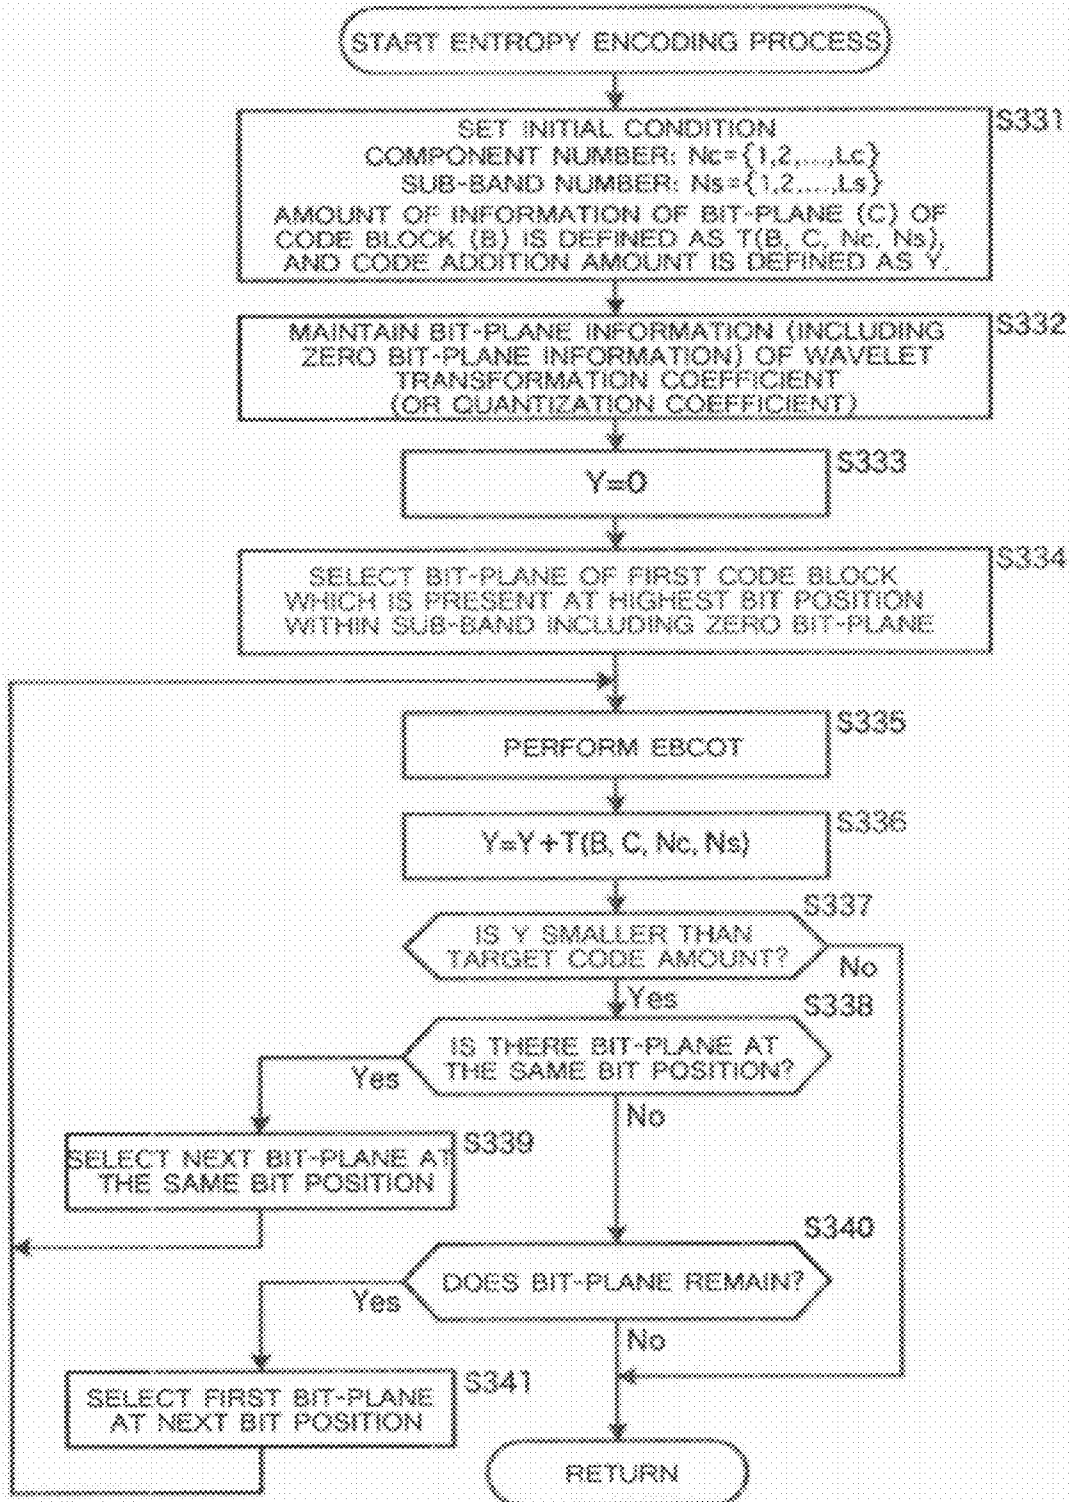 START ENTROPY ENCODING PROCESS
S331
SET INITIAL CONDITION
COMPONENT NUMBER: Nc={1,2,...,Lc}
SUB-BAND NUMBER: Ns={1,2,...,Ls}
AMOUNT OF INFORMATION OF BIT-PLANE (C) OF
CODE BLOCK (B) IS DEFINED AS T(B, C, Nc, Ns),
AND CODE ADDITION AMOUNT IS DEFINED AS Y.
S332
MAINTAIN BIT-PLANE INFORMATION (INCLUDING
ZERO BIT-PLANE INFORMATION) OF WAVELET
TRANSFORMATION COEFFICIENT
(OR QUANTIZATION COEFFICIENT)
S333
Y=0
S334
SELECT BIT-PLANE OF FIRST CODE BLOCK
WHICH IS PRESENT AT HIGHEST BIT POSITION
WITHIN SUB-BAND INCLUDING ZERO BIT-PLANE
S335
PERFORM EBCOT
S336
Y=Y+T(B, C, Nc, Ns)
S337
IS Y SMALLER THAN
TARGET CODE AMOUNT?
No
Yes
S338
IS THERE BIT-PLANE AT
THE SAME BIT POSITION?
Yes
No
S339
SELECT NEXT BIT-PLANE AT
THE SAME BIT POSITION
S340
DOES BIT-PLANE REMAIN?
Yes
No
S341
SELECT FIRST BIT-PLANE
AT NEXT BIT POSITION
RETURN